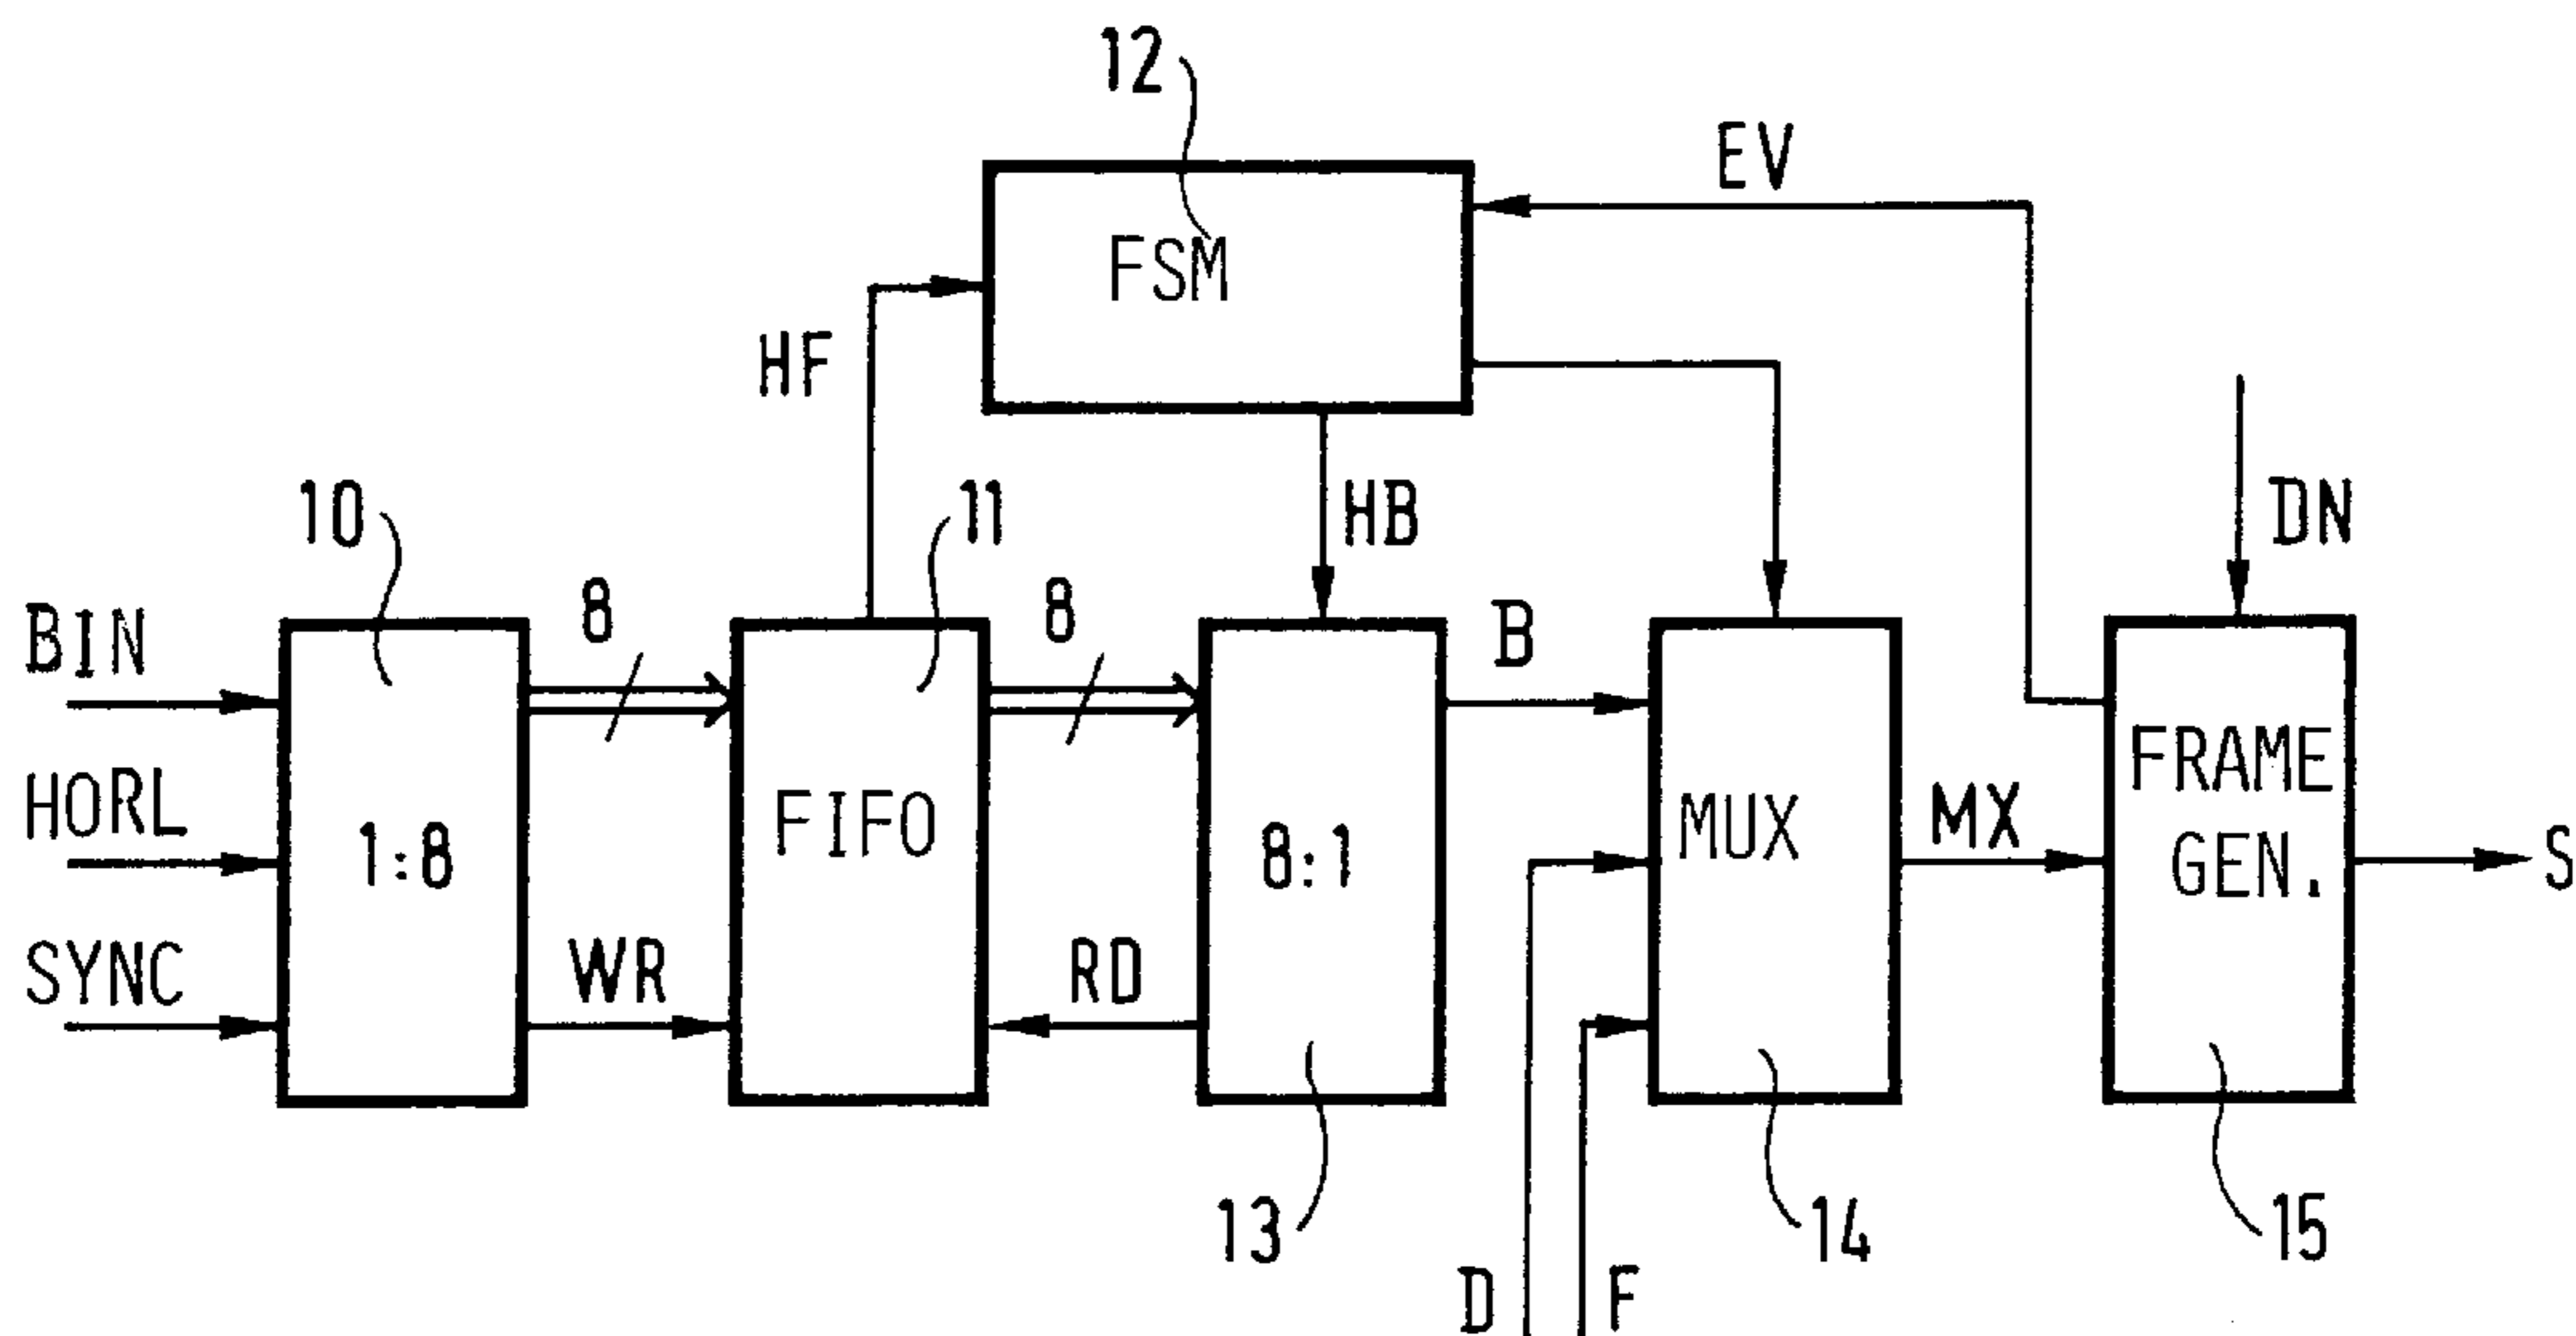 12
EV
FSM
HF
HB
DN
10
11
8
8
B
BIN
HORL
SYNC
1:8
WR
FIFO
RD
8:1
MUX
MX
FRAME
GEN.
S
13
14
15
D
F